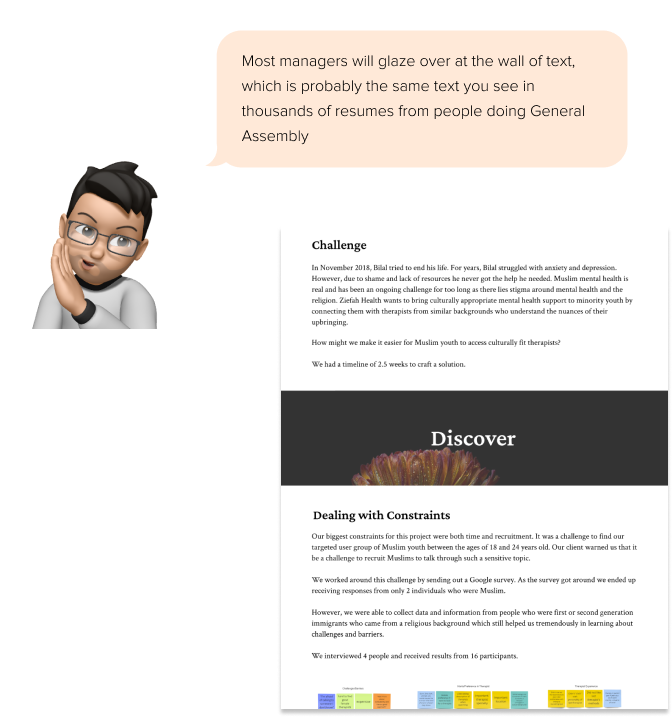 Most managers will glaze over at the wall of text,
which is probably the same text you see in
thousands of resumes from people doing General
Assembly
Challenge
In November 2018, Bilal tried to end his life. For years, Bilal struggled with anxiety and depression.
However, due to shame and lack of resources he never got the help he needed. Muslim mental health is
real and has been an ongoing challenge for too long as there lies stigma around mental health and the
religion. Ziefah Health wants to bring culturally appropriate mental health support to minority youth by
connecting them with therapists from similar backgrounds who understand the nuances of their
upbringing.
How might we make it easier for Muslim youth to access culturally fit therapists?
We had a timeline of 2.5 weeks to craft a solution.
Discover
Dealing with Constraints
Our biggest constraints for this project were both time and recruitment. It was a challenge to find our
targeted user group of Muslim youth between the ages of 18 and 24 years old. Our client warned us that it
be a challenge to recruit Muslims to talk through such a sensitive topic.
We worked around this challenge by sending out a Google survey. As the survey got around we ended up
receiving responses from only 2 individuals who were Muslim.
However, we were able to collect data and information from people who were first or second generation
immigrants who came from a religious background which still helped us tremendously in learning about
challenges and barriers.
We interviewed 4 people and received results from 16 participants.